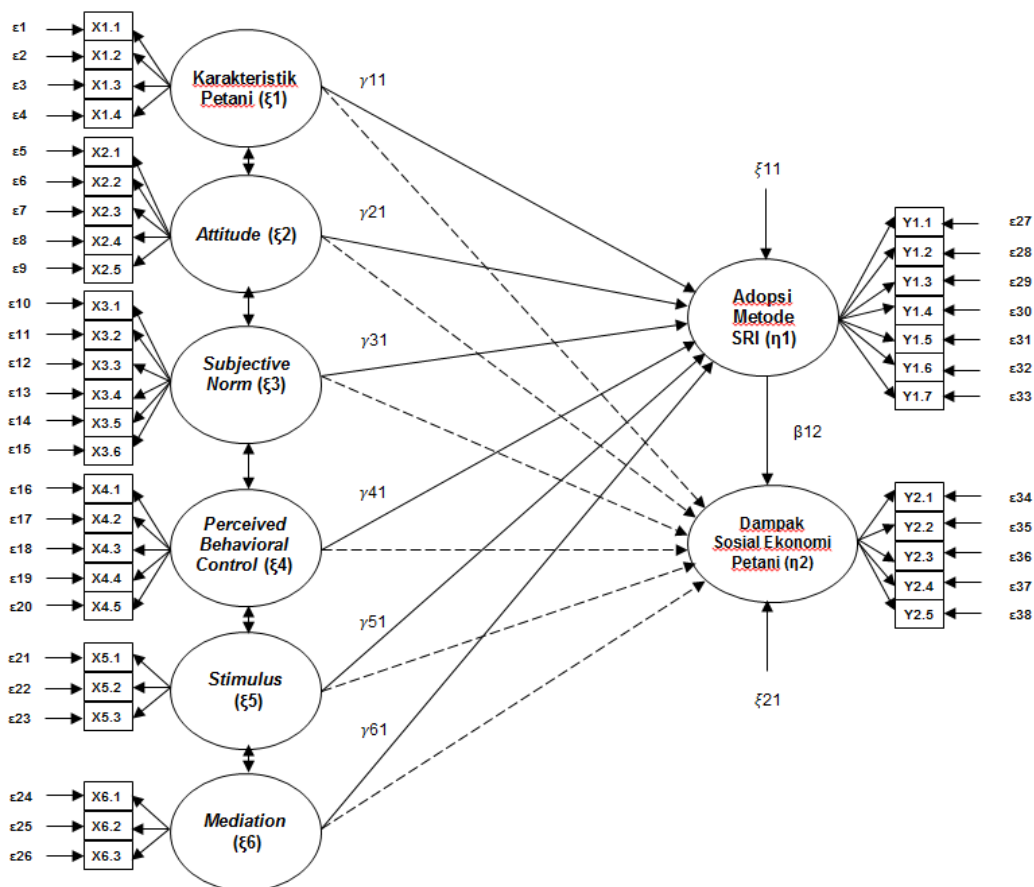 ε1
X1.1
ε2
X1.2
ε3
X1.3
ε4
X1.4
Karakteristik
Petani (ξ1)
γ11
ε5
X2.1
ε6
X2.2
ε7
X2.3
ε8
X2.4
ε9
X2.5
Attitude (ξ2)
γ21
ε10
X3.1
ε11
X3.2
ε12
X3.3
ε13
X3.4
ε14
X3.5
ε15
X3.6
Subjective
Norm (ξ3)
γ31
ε16
X4.1
ε17
X4.2
ε18
X4.3
ε19
X4.4
ε20
X4.5
Perceived
Behavioral
Control (ξ4)
γ41
ε21
X5.1
ε22
X5.2
ε23
X5.3
Stimulus
(ξ5)
γ51
ε24
X6.1
ε25
X6.2
ε26
X6.3
Mediation
(ξ6)
γ61
ξ11
Adopsi
Metode
SRI (η1)
Y1.1
ε27
Y1.2
ε28
Y1.3
ε29
Y1.4
ε30
Y1.5
ε31
Y1.6
ε32
Y1.7
ε33
β12
Dampak
Sosial Ekonomi
Petani (η2)
Y2.1
ε34
Y2.2
ε35
Y2.3
ε36
Y2.4
ε37
Y2.5
ε38
ξ21